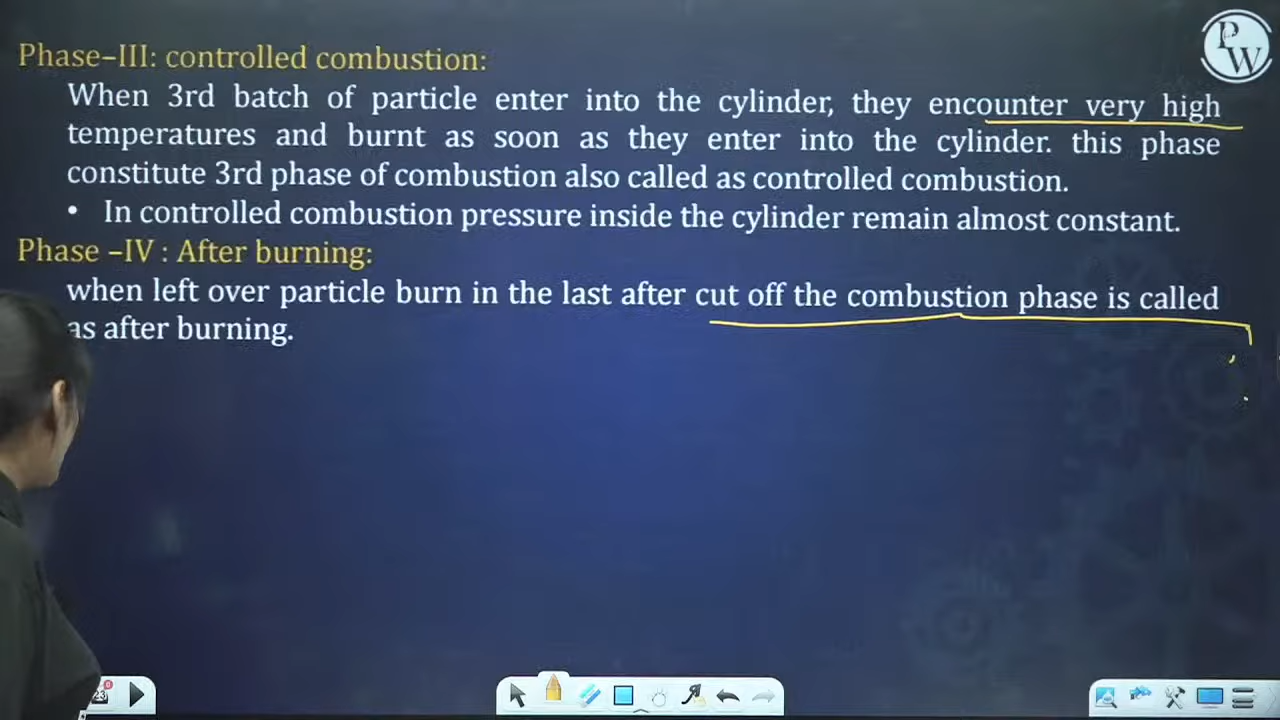 Phase–III: controlled combustion:
When 3rd batch of particle enter into the cylinder, they encounter very high
temperatures and burnt as soon as they enter into the cylinder. this phase
constitute 3rd phase of combustion also called as controlled combustion.
• In controlled combustion pressure inside the cylinder remain almost constant.
Phase –IV : After burning:
when left over particle burn in the last after cut off the combustion phase is called
as after burning.
PW
23